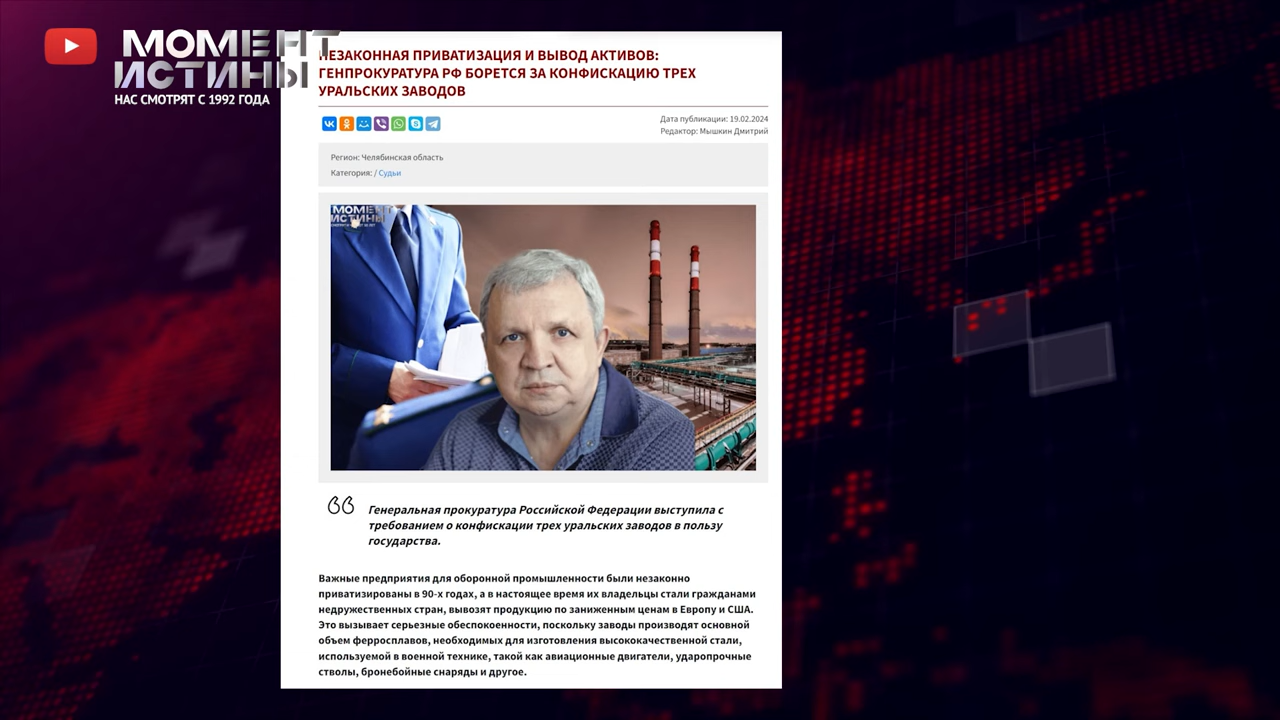 МОМЕНТ
ИСТИНЫ
НАС СМОТРЯТ С 1992 ГОДА
НЕЗАКОННАЯ ПРИВАТИЗАЦИЯ И ВЫВОД АКТИВОВ:
ГЕНПРОКУРАТУРА РФ БОРЕТСЯ ЗА КОНФИСКАЦИЮ ТРЕХ
УРАЛЬСКИХ ЗАВОДОВ
Дата публикации: 19.02.2024
Редактор: Мышкин Дмитрий
Регион: Челябинская область
Категория: / Судьи
МОМЕНТ
ИСТИНЫ
Генеральная прокуратура Российской Федерации выступила с
требованием о конфискации трех уральских заводов в пользу
государства.
Важные предприятия для оборонной промышленности были незаконно
приватизированы в 90-х годах, а в настоящее время их владельцы стали гражданами
недружественных стран, вывозят продукцию по заниженным ценам в Европу и США.
Это вызывает серьезные обеспокоенности, поскольку заводы производят основной
объем ферросплавов, необходимых для изготовления высококачественной стали,
используемой в военной технике, такой как авиационные двигатели, ударопрочные
стволы, бронебойные снаряды и другое.